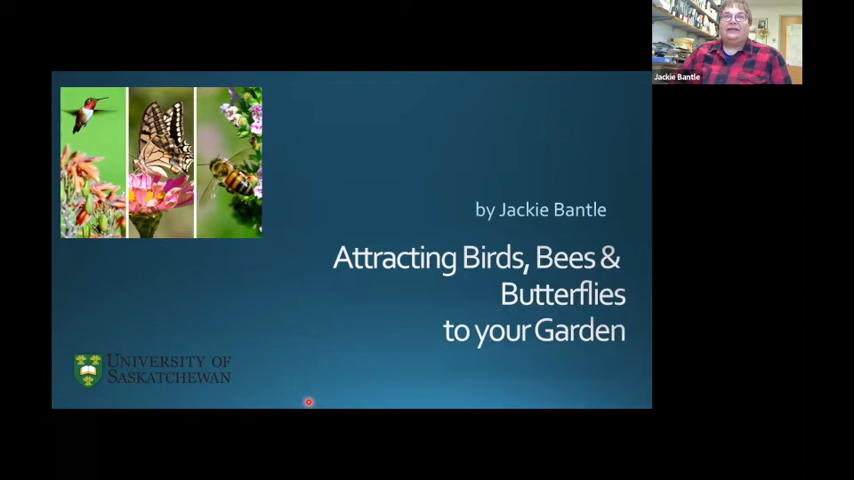 Jackie Bantle
by Jackie Bantle
Attracting Birds, Bees &
Butterflies
to your Garden
UNIVERSITY OF
SASKATCHEWAN